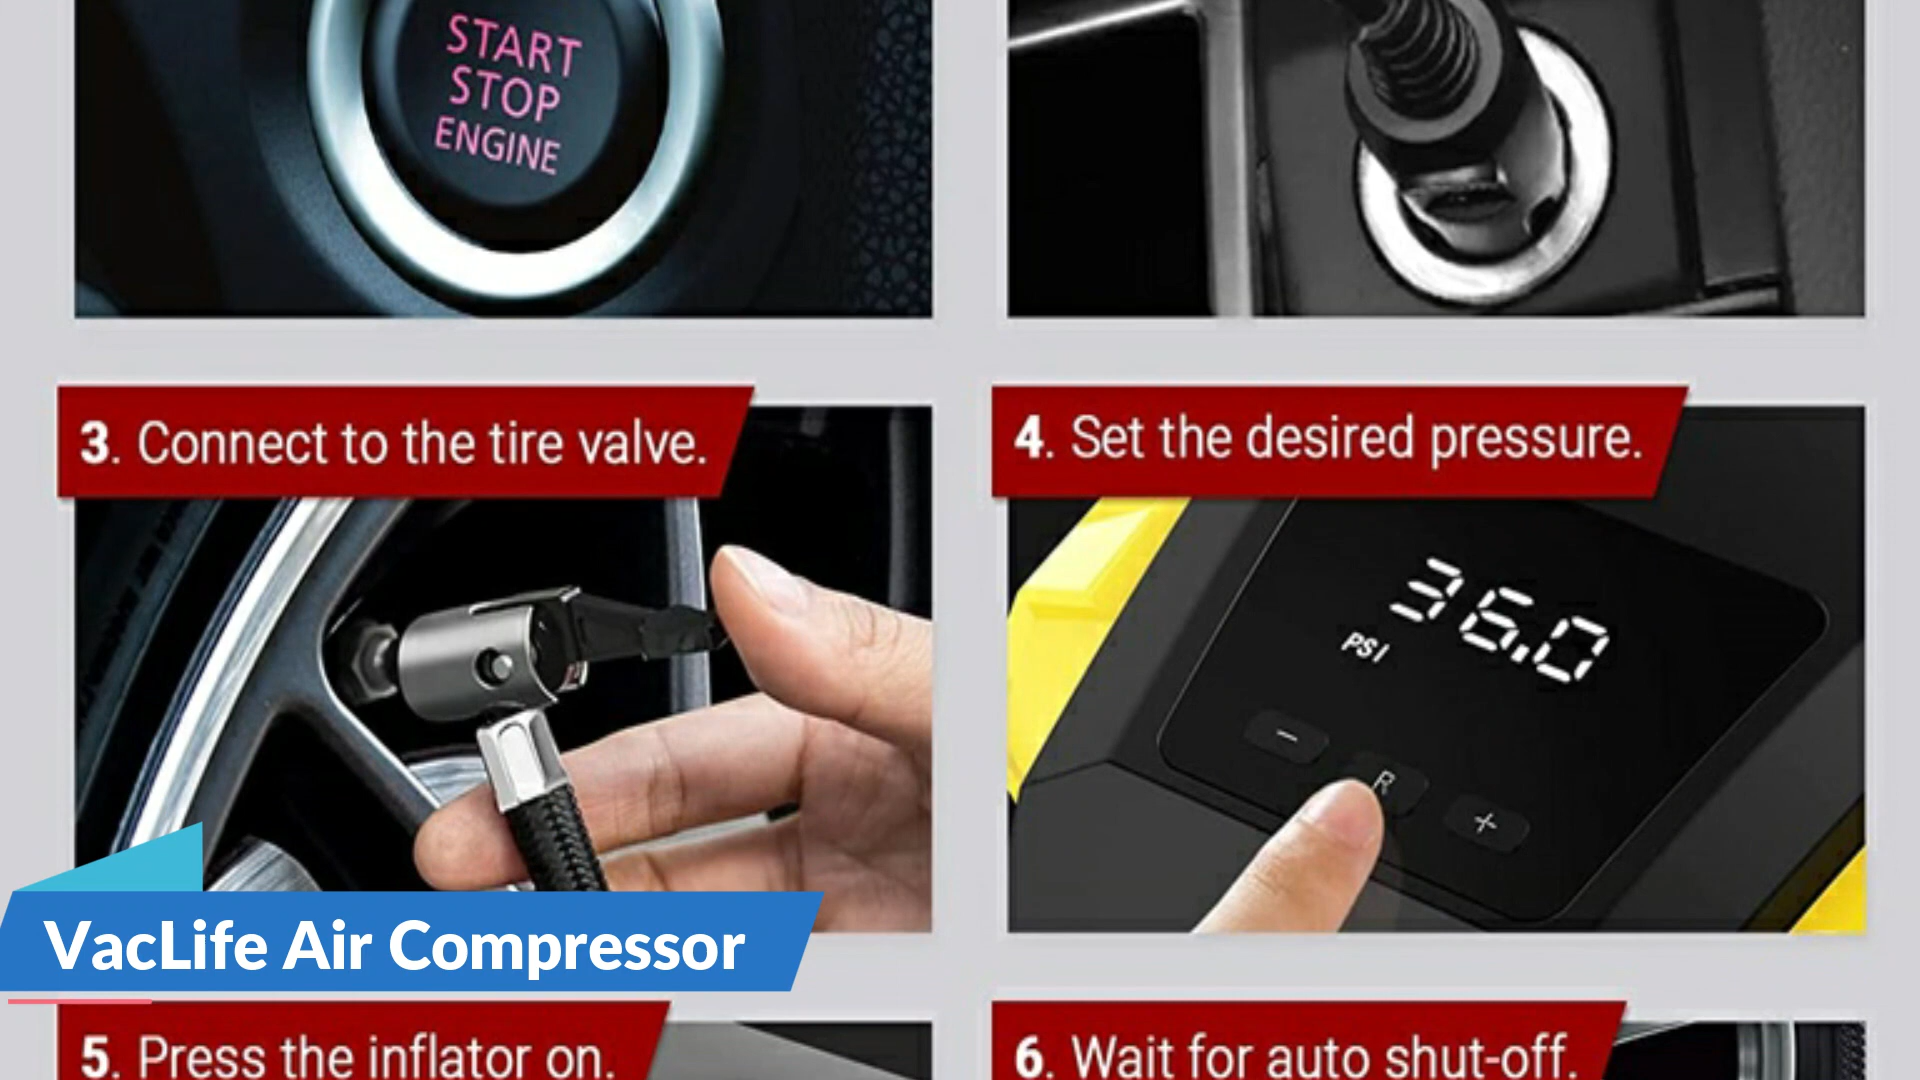 START
STOP
ENGINE
3. Connect to the tire valve.
4. Set the desired pressure.
36.0
PSI
−
R
+
VacLife Air Compressor
5. Press the inflator on.
6. Wait for auto shut-off.